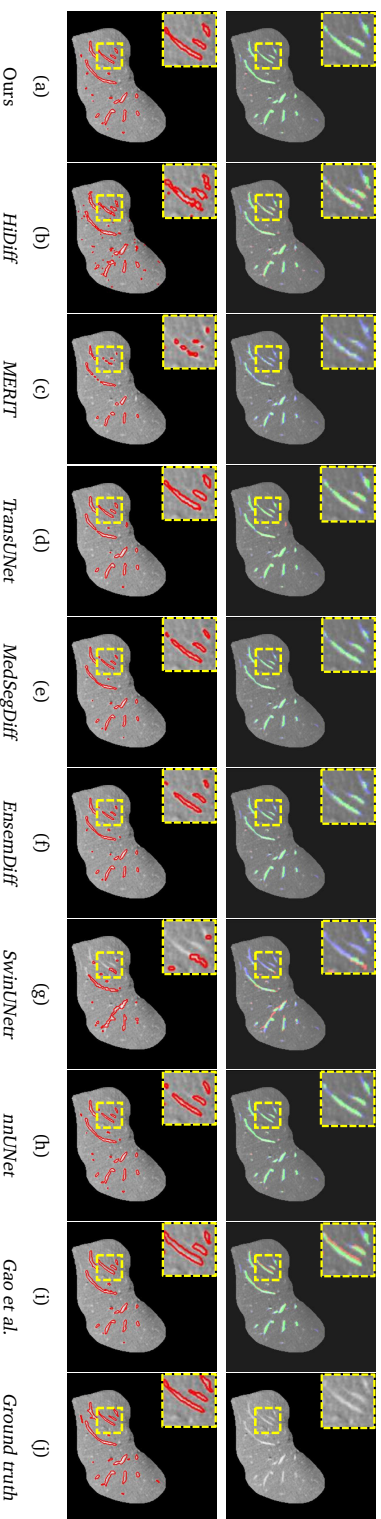 (a)
Ours
(b)
HiDiff
(c)
MERIT
(d)
TransUNet
(e)
MedSegDiff
(f)
EnsemDiff
(g)
SwinUNetr
(h)
nnUNet
(i)
Gao et al.
(j)
Ground truth